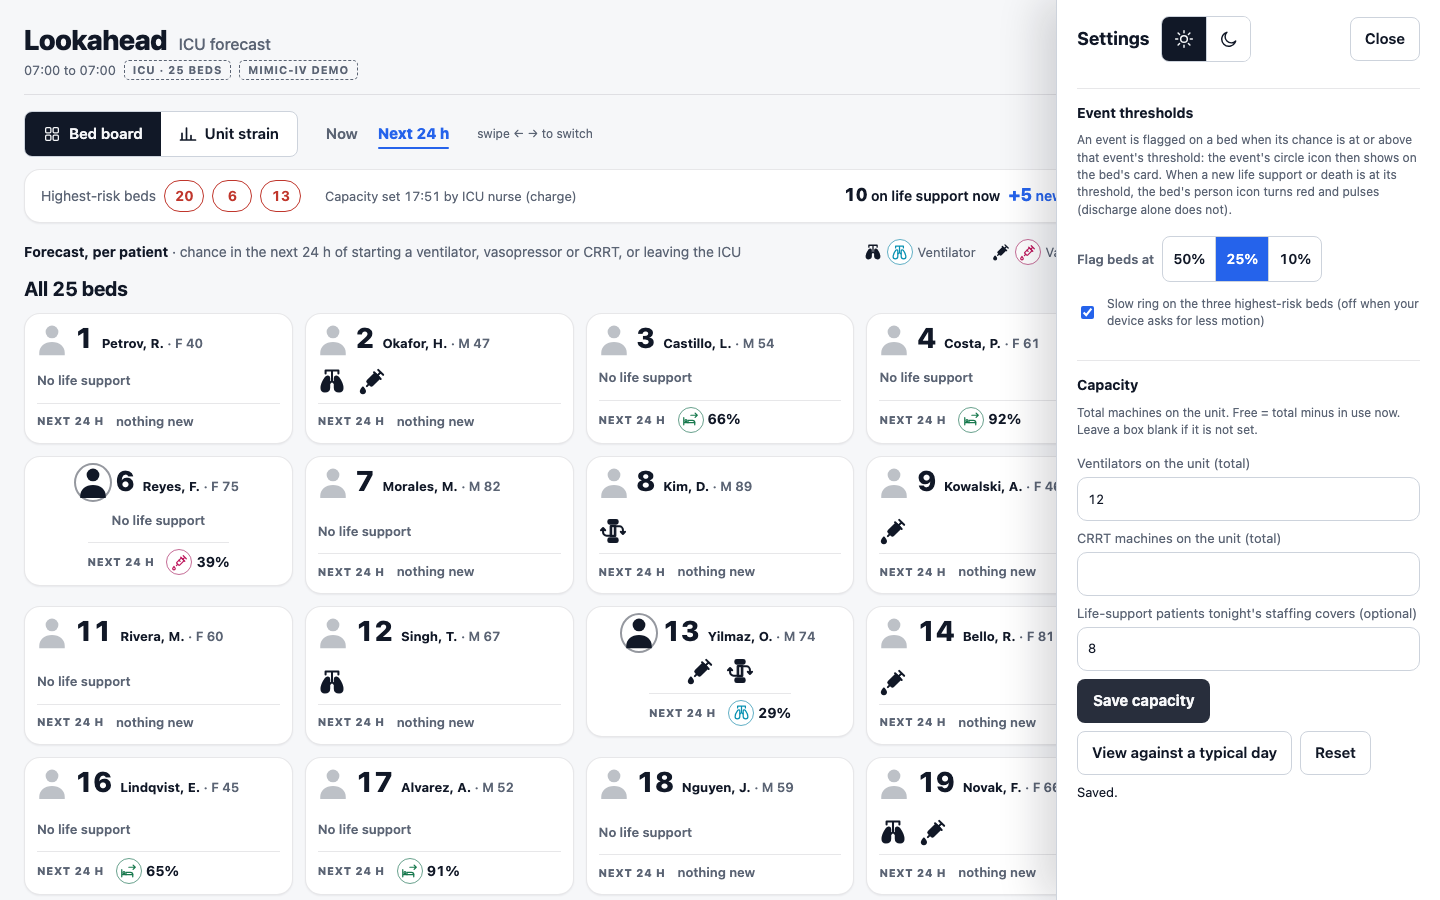 Lookahead ICU forecast
07:00 to 07:00 ICU · 25 BEDS MIMIC-IV DEMO
Bed board Unit strain Now Next 24 h swipe ← → to switch
Highest-risk beds 20 6 13 Capacity set 17:51 by ICU nurse (charge) 10 on life support now +5 new
Forecast, per patient · chance in the next 24 h of starting a ventilator, vasopressor or CRRT, or leaving the ICU Ventilator
All 25 beds
1 Petrov, R. · F 40
No life support
NEXT 24 H nothing new
2 Okafor, H. · M 47
NEXT 24 H nothing new
3 Castillo, L. · M 54
No life support
NEXT 24 H 66%
4 Costa, P. · F 61
No life support
NEXT 24 H 92%
6 Reyes, F. · F 75
No life support
NEXT 24 H 39%
7 Morales, M. · M 82
No life support
NEXT 24 H nothing new
8 Kim, D. · M 89
NEXT 24 H nothing new
9 Kowalski, A. · F
NEXT 24 H nothing new
11 Rivera, M. · F 60
No life support
NEXT 24 H nothing new
12 Singh, T. · M 67
NEXT 24 H nothing new
13 Yilmaz, O. · M 74
NEXT 24 H 29%
14 Bello, R. · F 81
NEXT 24 H nothing new
16 Lindqvist, E. · F 45
No life support
NEXT 24 H 65%
17 Alvarez, A. · M 52
No life support
NEXT 24 H 91%
18 Nguyen, J. · M 59
No life support
NEXT 24 H nothing new
19 Novak, F. · F
NEXT 24 H nothing new
Settings Close
Event thresholds
An event is flagged on a bed when its chance is at or above
that event's threshold: the event's circle icon then shows on
the bed's card. When a new life support or death is at its
threshold, the bed's person icon turns red and pulses
(discharge alone does not).
Flag beds at 50% 25% 10%
Slow ring on the three highest-risk beds (off when your
device asks for less motion)
Capacity
Total machines on the unit. Free = total minus in use now.
Leave a box blank if it is not set.
Ventilators on the unit (total)
12
CRRT machines on the unit (total)
Life-support patients tonight's staffing covers (optional)
8
Save capacity
View against a typical day Reset
Saved.